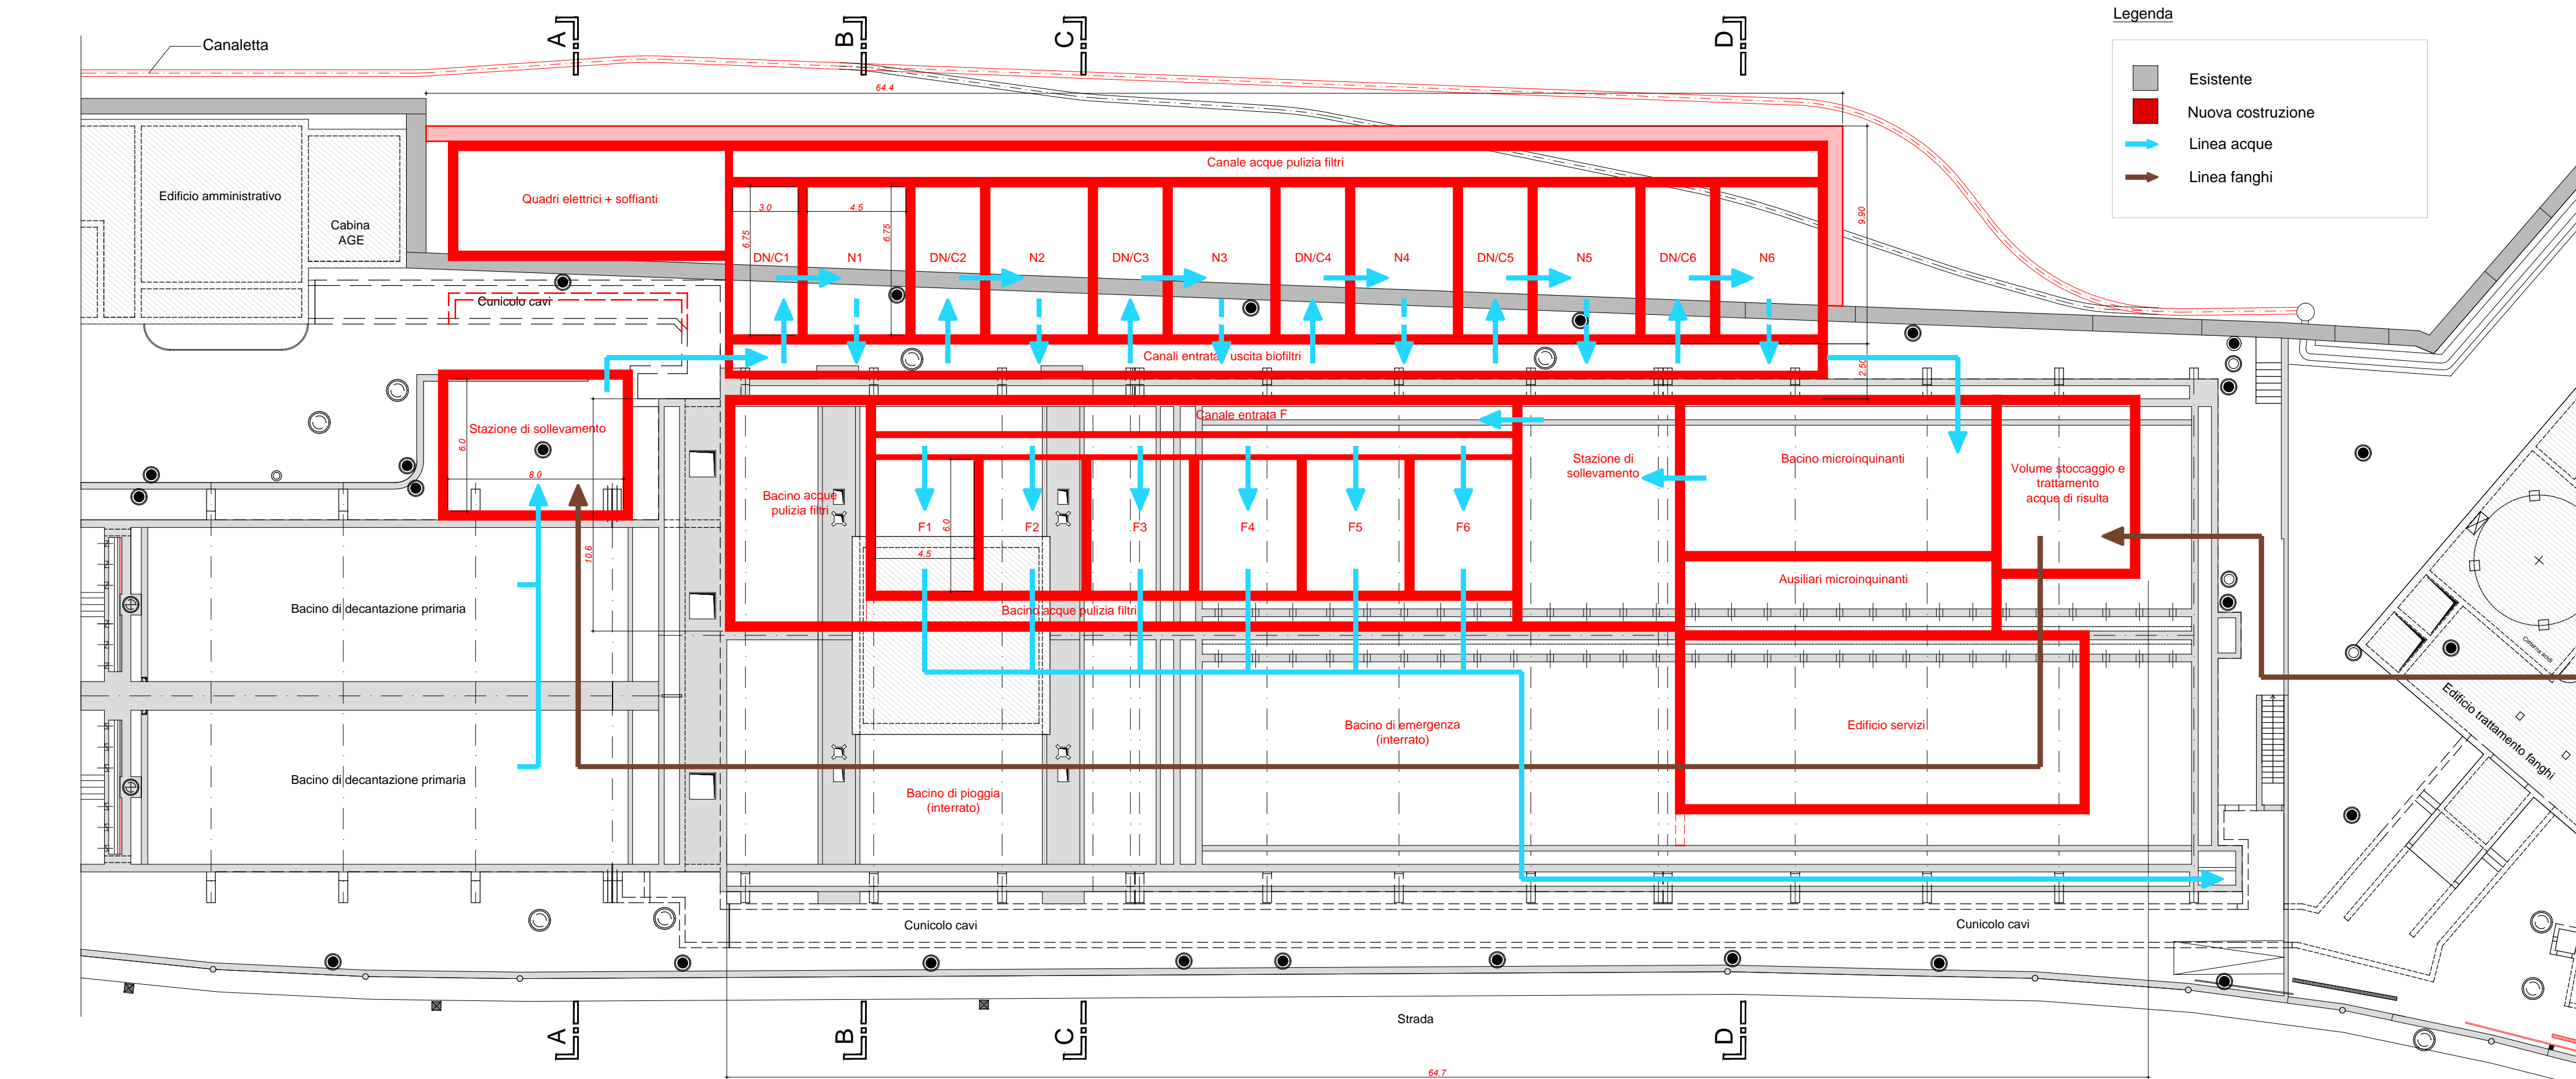 Legenda
Esistente
Nuova costruzione
Linea acque
Linea fanghi
Canaletta
A
B
C
D
64.4
Canale acque pulizia filtri
Edificio amministrativo
Cabina
AGE
Quadri elettrici + soffianti
3.0
4.5
6.75
6.75
9.90
DN/C1
N1
DN/C2
N2
DN/C3
N3
DN/C4
N4
DN/C5
N5
DN/C6
N6
Cunicolo cavi
Canali entrata / uscita biofiltri
2.50
Stazione di sollevamento
6.0
8.0
10.6
Canale entrata F
Bacino acque
pulizia filtri
F1
F2
F3
F4
F5
F6
6.0
4.5
Stazione di
sollevamento
Bacino microinquinanti
Volume stoccaggio e
trattamento
acque di risulta
Ausiliari microinquinanti
Bacino acque pulizia filtri
Bacino di decantazione primaria
Bacino di decantazione primaria
Bacino di emergenza
(interrato)
Edificio servizi
Bacino di pioggia
(interrato)
Cisterna acidi
Edificio trattamento fanghi
Cunicolo cavi
Cunicolo cavi
Strada
A
B
C
D
64.7